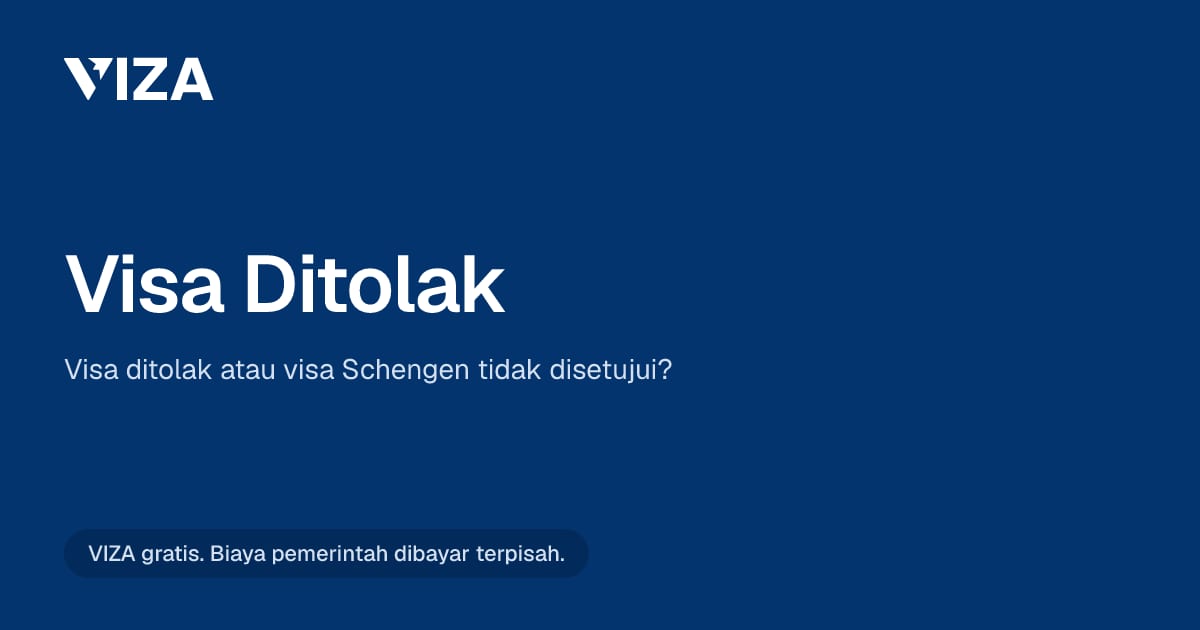 VIZA
Visa Ditolak
Visa ditolak atau visa Schengen tidak disetujui?
VIZA gratis. Biaya pemerintah dibayar terpisah.